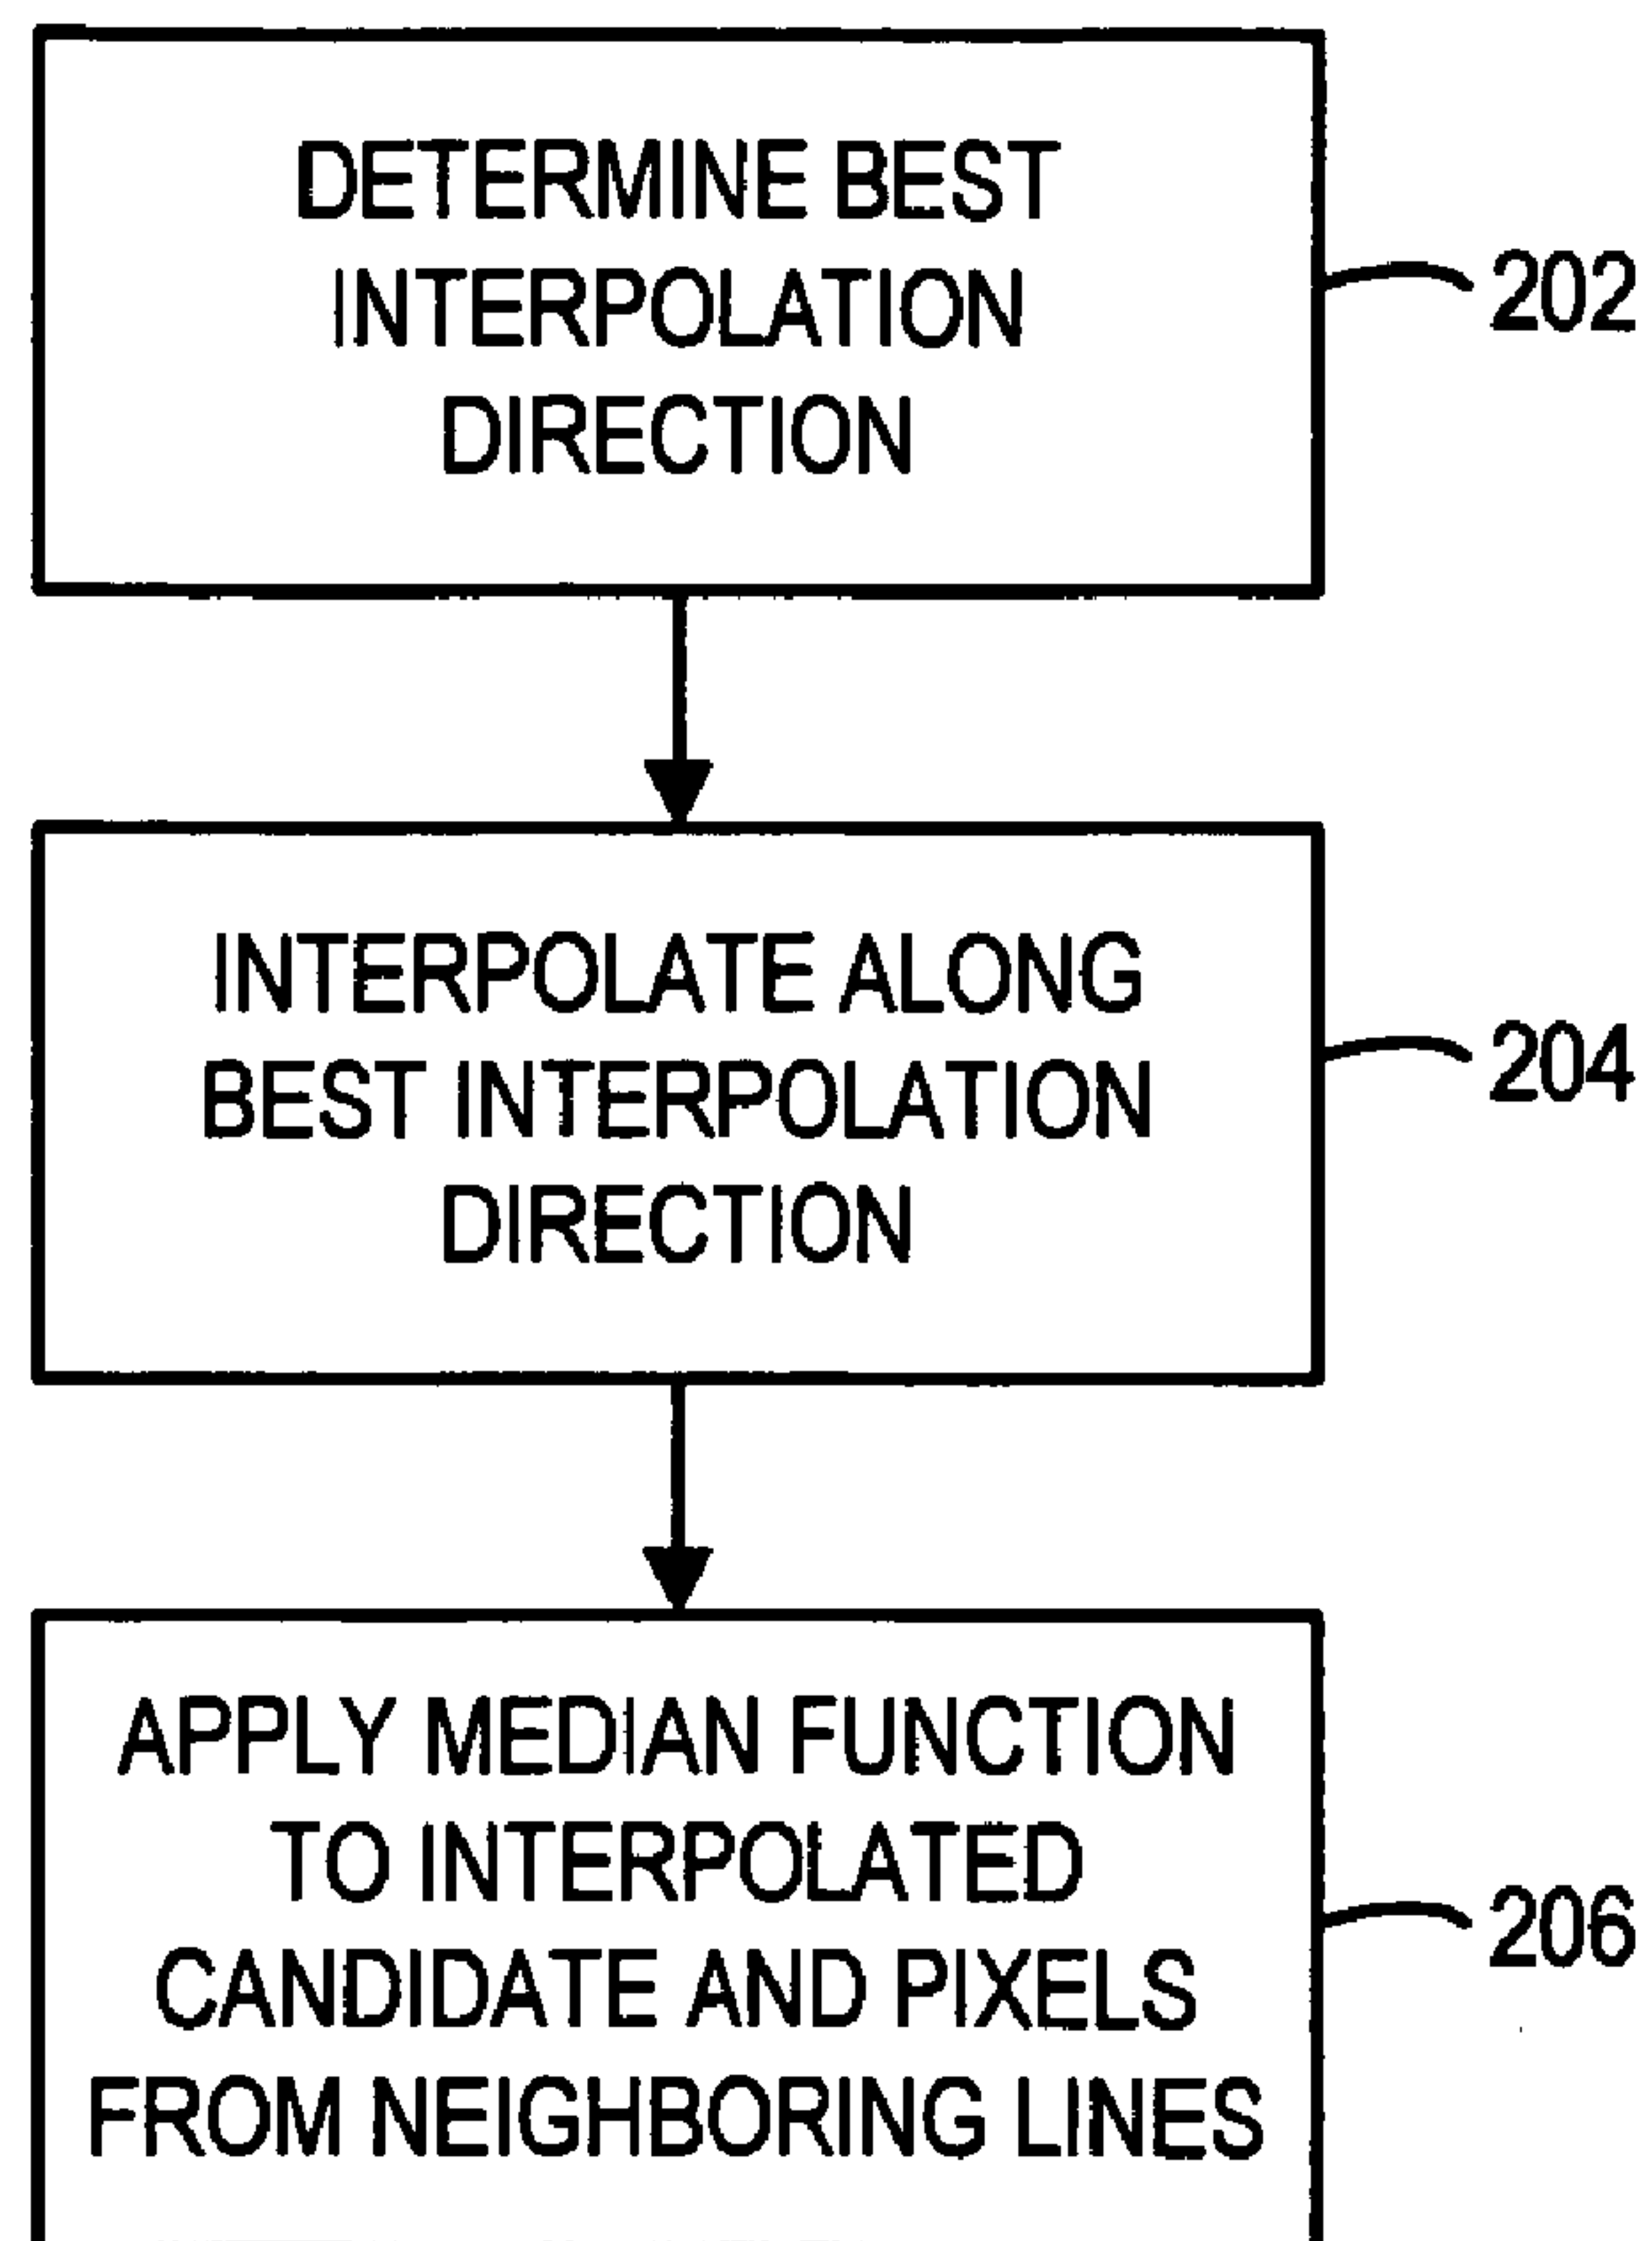 DETERMINE BEST
INTERPOLATION
DIRECTION
202
INTERPOLATE ALONG
BEST INTERPOLATION
DIRECTION
204
APPLY MEDIAN FUNCTION
TO INTERPOLATED
CANDIDATE AND PIXELS
FROM NEIGHBORING LINES
206